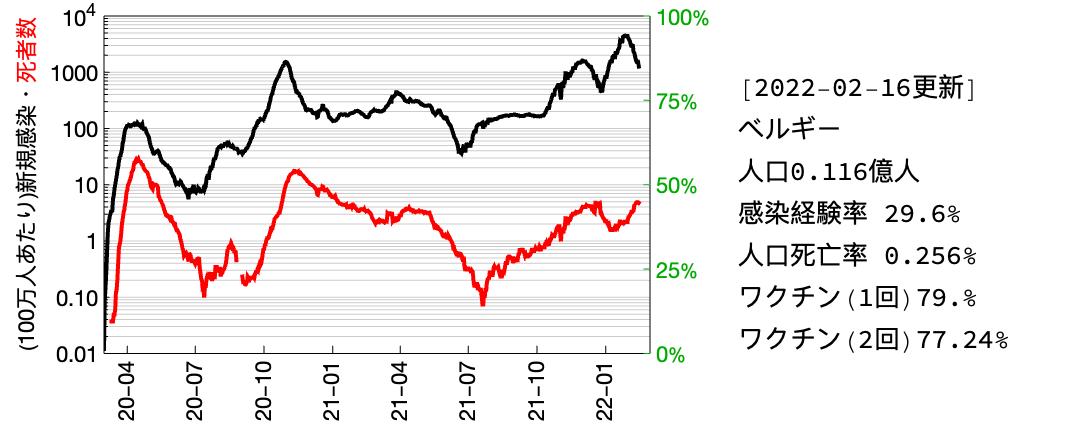 (100万人あたり)新規感染・死者数
10^4
1000
100
10
1
0.10
0.01
100%
75%
50%
25%
0%
20-04
20-07
20-10
21-01
21-04
21-07
21-10
22-01
[2022-02-16更新]
ベルギー
人口0.116億人
感染経験率 29.6%
人口死亡率 0.256%
ワクチン(1回)79.%
ワクチン(2回)77.24%